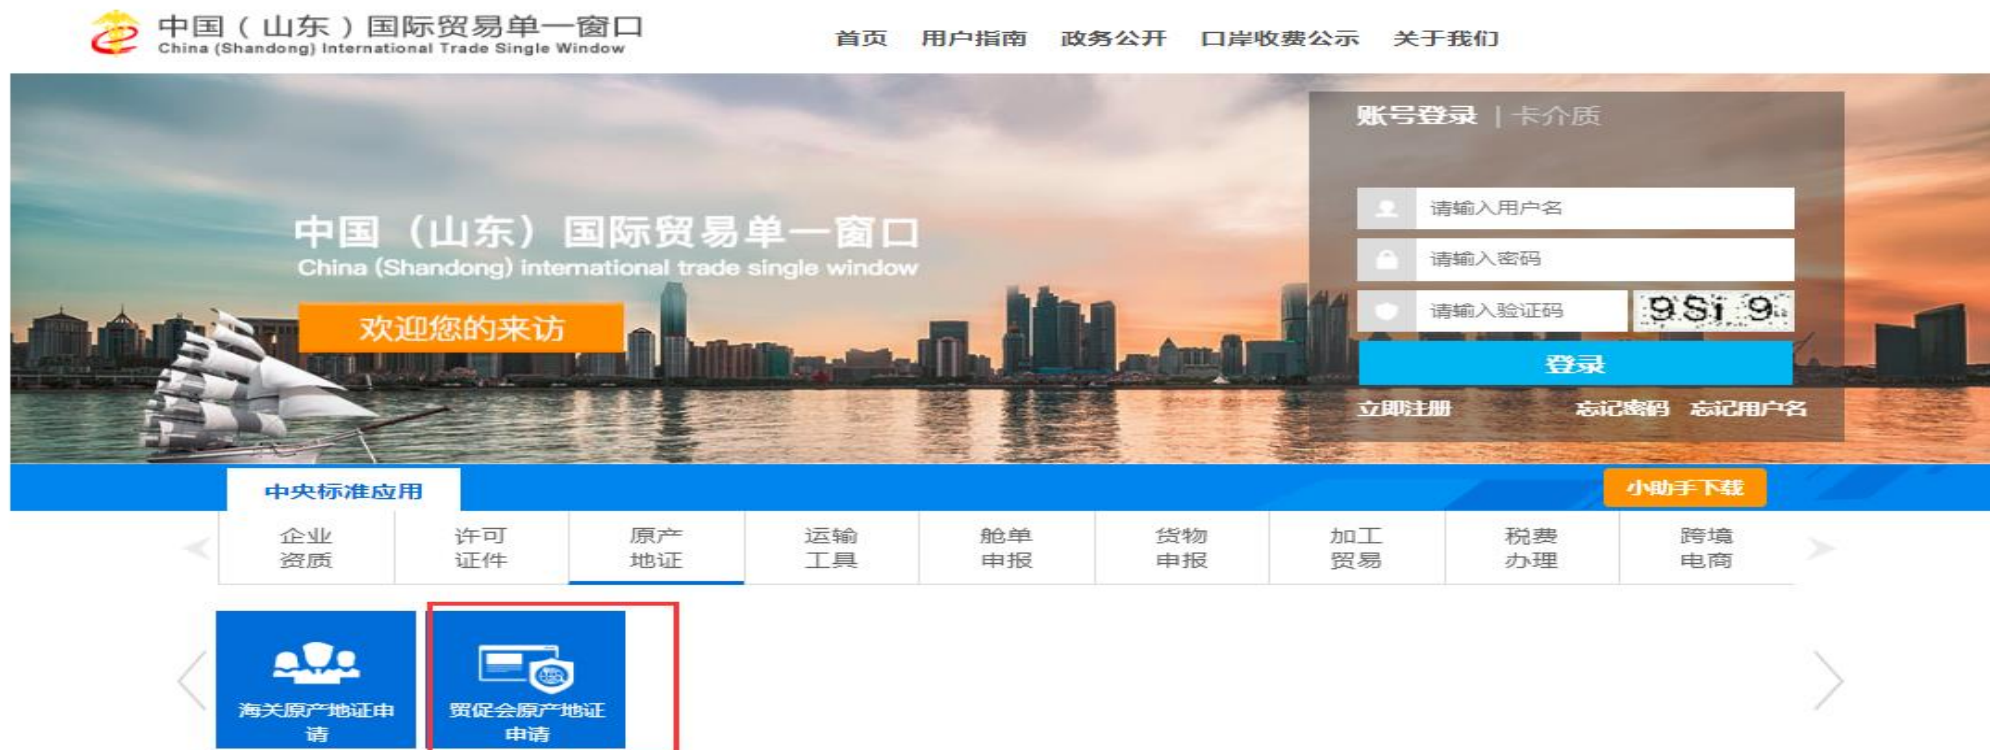 中国（山东）国际贸易单一窗口
China (Shandong) International Trade Single Window
首页 用户指南 政务公开 口岸收费公示 关于我们
账号登录 | 卡介质
请输入用户名
中国（山东）国际贸易单一窗口
China (Shandong) international trade single window
请输入密码
请输入验证码 9Si 9
欢迎您的来访
登录
立即注册 忘记密码 忘记用户名
中央标准应用 小助手下载
企业 许可 原产 运输 舱单 货物 加工 税费 跨境
资质 证件 地证 工具 申报 申报 贸易 办理 电商
海关原产地证申 贸促会原产地证
请 申请